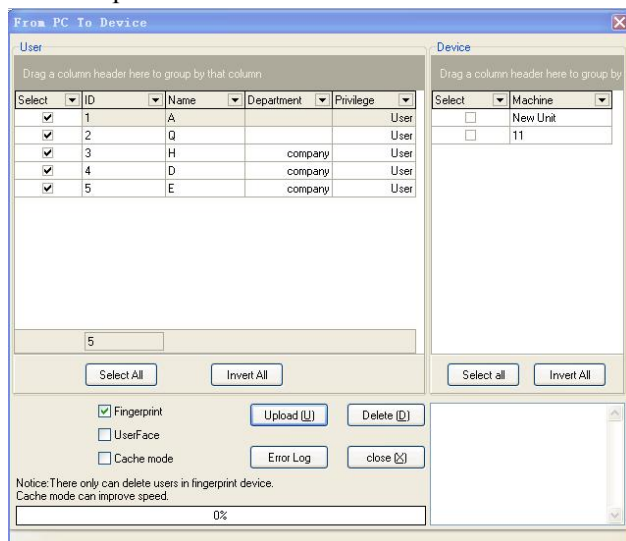 From PC To Device
User
Drag a column header here to group by that column
Select ID Name Department Privilege
1 A User
2 Q User
3 H company User
4 D company User
5 E company User
5
Select All Invert All
Device
Drag a column header here to group by
Select Machine
New Unit
11
Select all Invert All
Fingerprint
UserFace
Cache mode
Upload (U) Delete (D)
Error Log close (X)
Notice:There only can delete users in fingerprint device.
Cache mode can improve speed.
0%